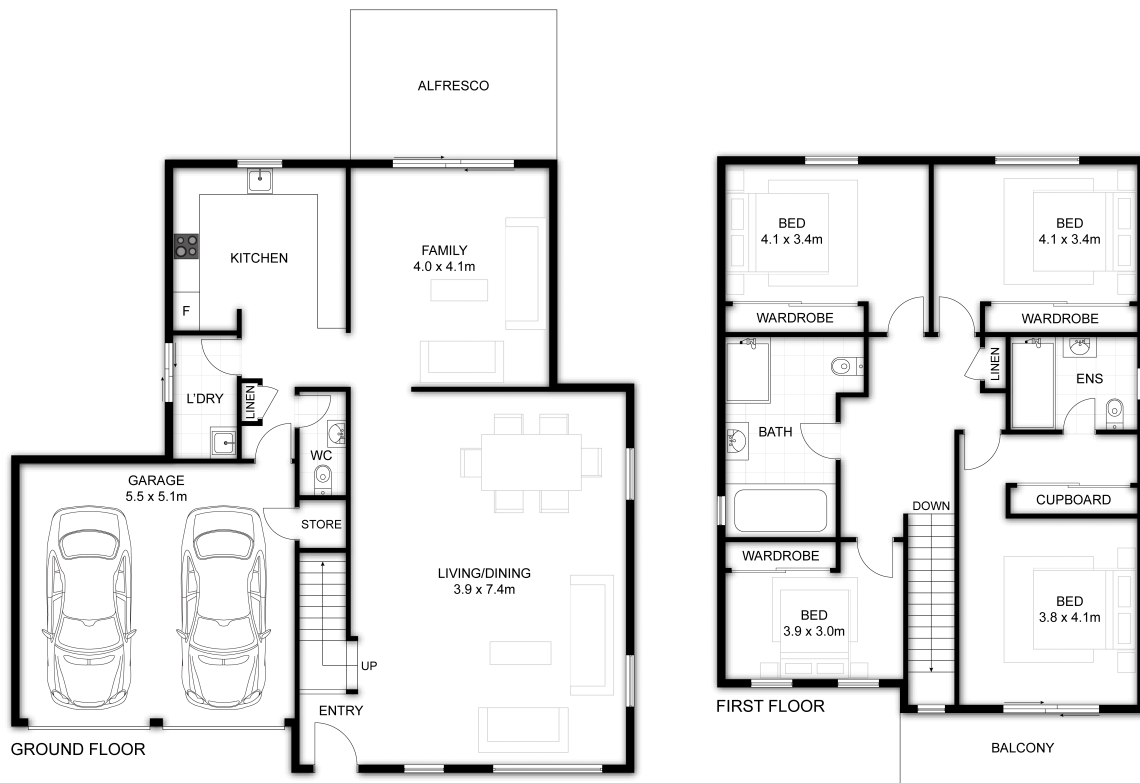 ALFRESCO
KITCHEN
FAMILY
4.0 x 4.1m
F
L'DRY
LINEN
WC
GARAGE
5.5 x 5.1m
STORE
LIVING/DINING
3.9 x 7.4m
UP
ENTRY
GROUND FLOOR
BED
4.1 x 3.4m
BED
4.1 x 3.4m
WARDROBE
WARDROBE
LINEN
ENS
BATH
CUPBOARD
DOWN
WARDROBE
BED
3.9 x 3.0m
BED
3.8 x 4.1m
FIRST FLOOR
BALCONY